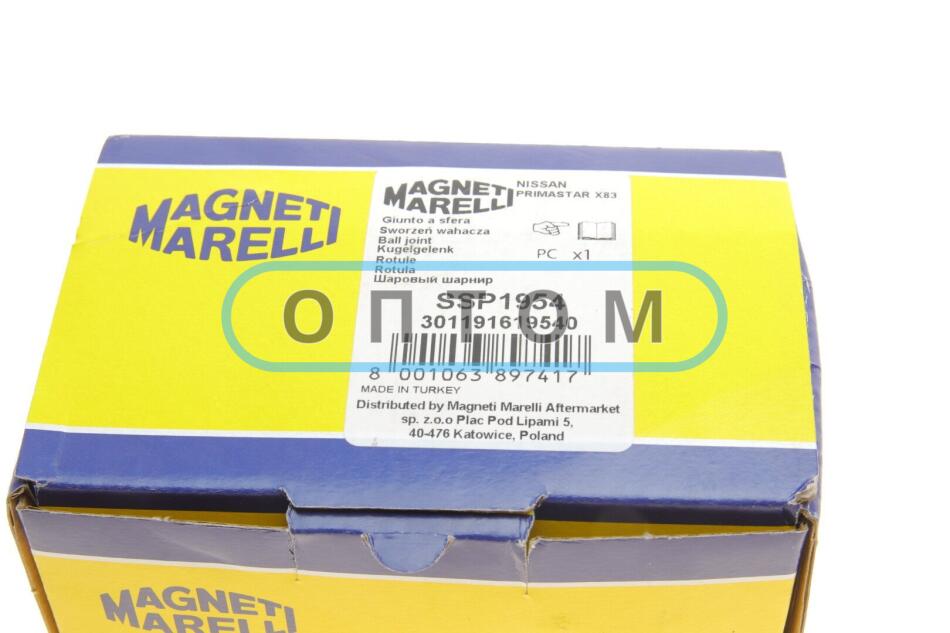 MAGNETI
MARELLI
MAGNETI
MARELLI
NISSAN
PRIMASTAR X83
Giunto a sfera
Sworzeń wahacza
Ball joint
Kugelgelenk
Rotule
Rotula
Шаровый шарнир
PC x1
SSP1954
301191619540
ОПТОМ
8 001063 897417
MADE IN TURKEY
Distributed by Magneti Marelli Aftermarket
sp. z.o.o Plac Pod Lipami 5,
40-476 Katowice, Poland
MAGNETI
MARELLI